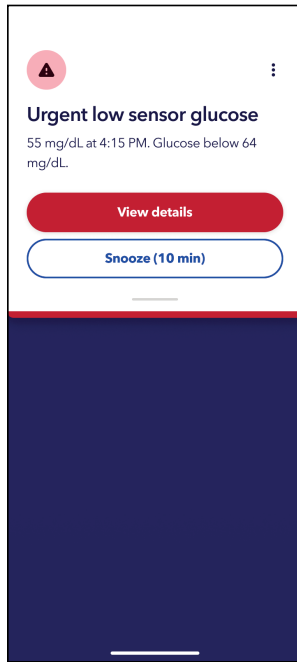 Urgent low sensor glucose
55 mg/dL at 4:15 PM. Glucose below 64
mg/dL.
View details
Snooze (10 min)